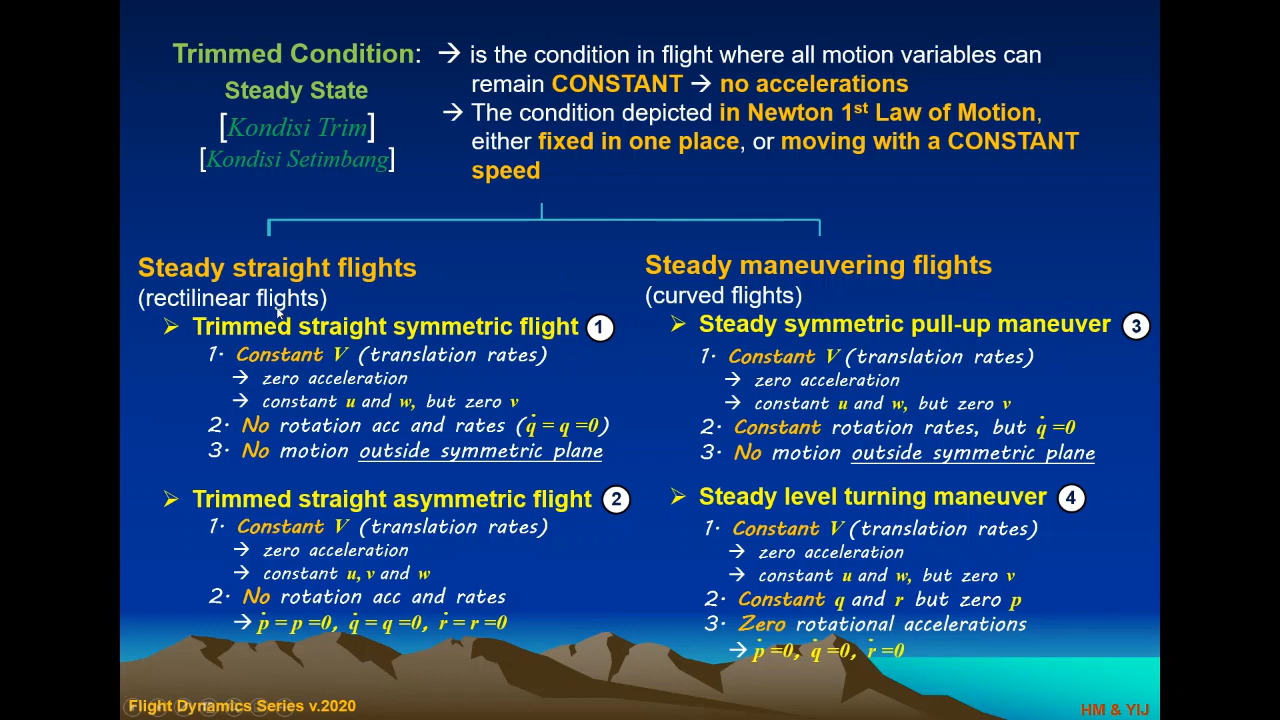 Trimmed Condition: → is the condition in flight where all motion variables can
Steady State remain CONSTANT → no accelerations
[Kondisi Trim] → The condition depicted in Newton 1st Law of Motion,
[Kondisi Setimbang] either fixed in one place, or moving with a CONSTANT
speed
Steady straight flights
(rectilinear flights)
➢ Trimmed straight symmetric flight 1
1. Constant V (translation rates)
→ zero acceleration
→ constant u and w, but zero v
2. No rotation acc and rates (q̇ = q =0)
3. No motion outside symmetric plane
➢ Trimmed straight asymmetric flight 2
1. Constant V (translation rates)
→ zero acceleration
→ constant u, v and w
2. No rotation acc and rates
→ ṗ = p =0, q̇ = q =0, ṙ = r =0
Steady maneuvering flights
(curved flights)
➢ Steady symmetric pull-up maneuver 3
1. Constant V (translation rates)
→ zero acceleration
→ constant u and w, but zero v
2. Constant rotation rates, but q̇ =0
3. No motion outside symmetric plane
➢ Steady level turning maneuver 4
1. Constant V (translation rates)
→ zero acceleration
→ constant u and w, but zero v
2. Constant q and r but zero p
3. Zero rotational accelerations
→ ṗ =0, q̇ =0, ṙ =0
Flight Dynamics Series v.2020
HM & YIJ